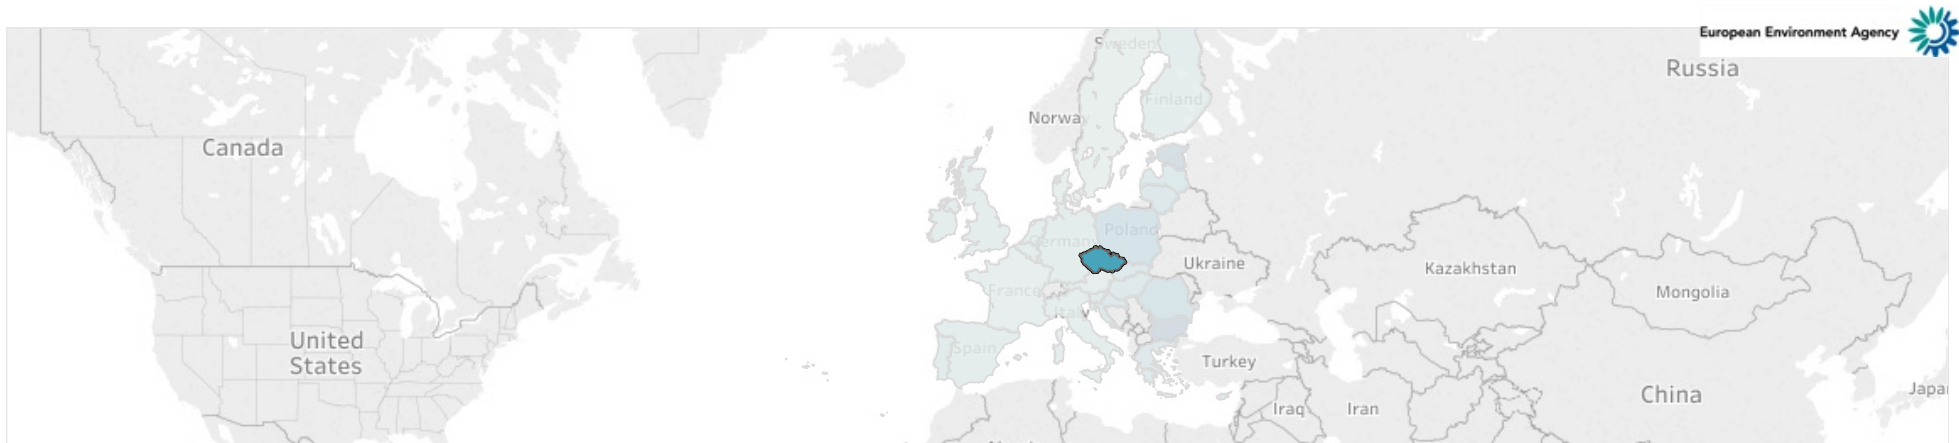 European Environment Agency
Sweden
Russia
Finland
Norway
Canada
Poland
Germany
Ukraine
Kazakhstan
France
Mongolia
Italy
United
States
Spain
Turkey
China
Japa
Iraq
Iran